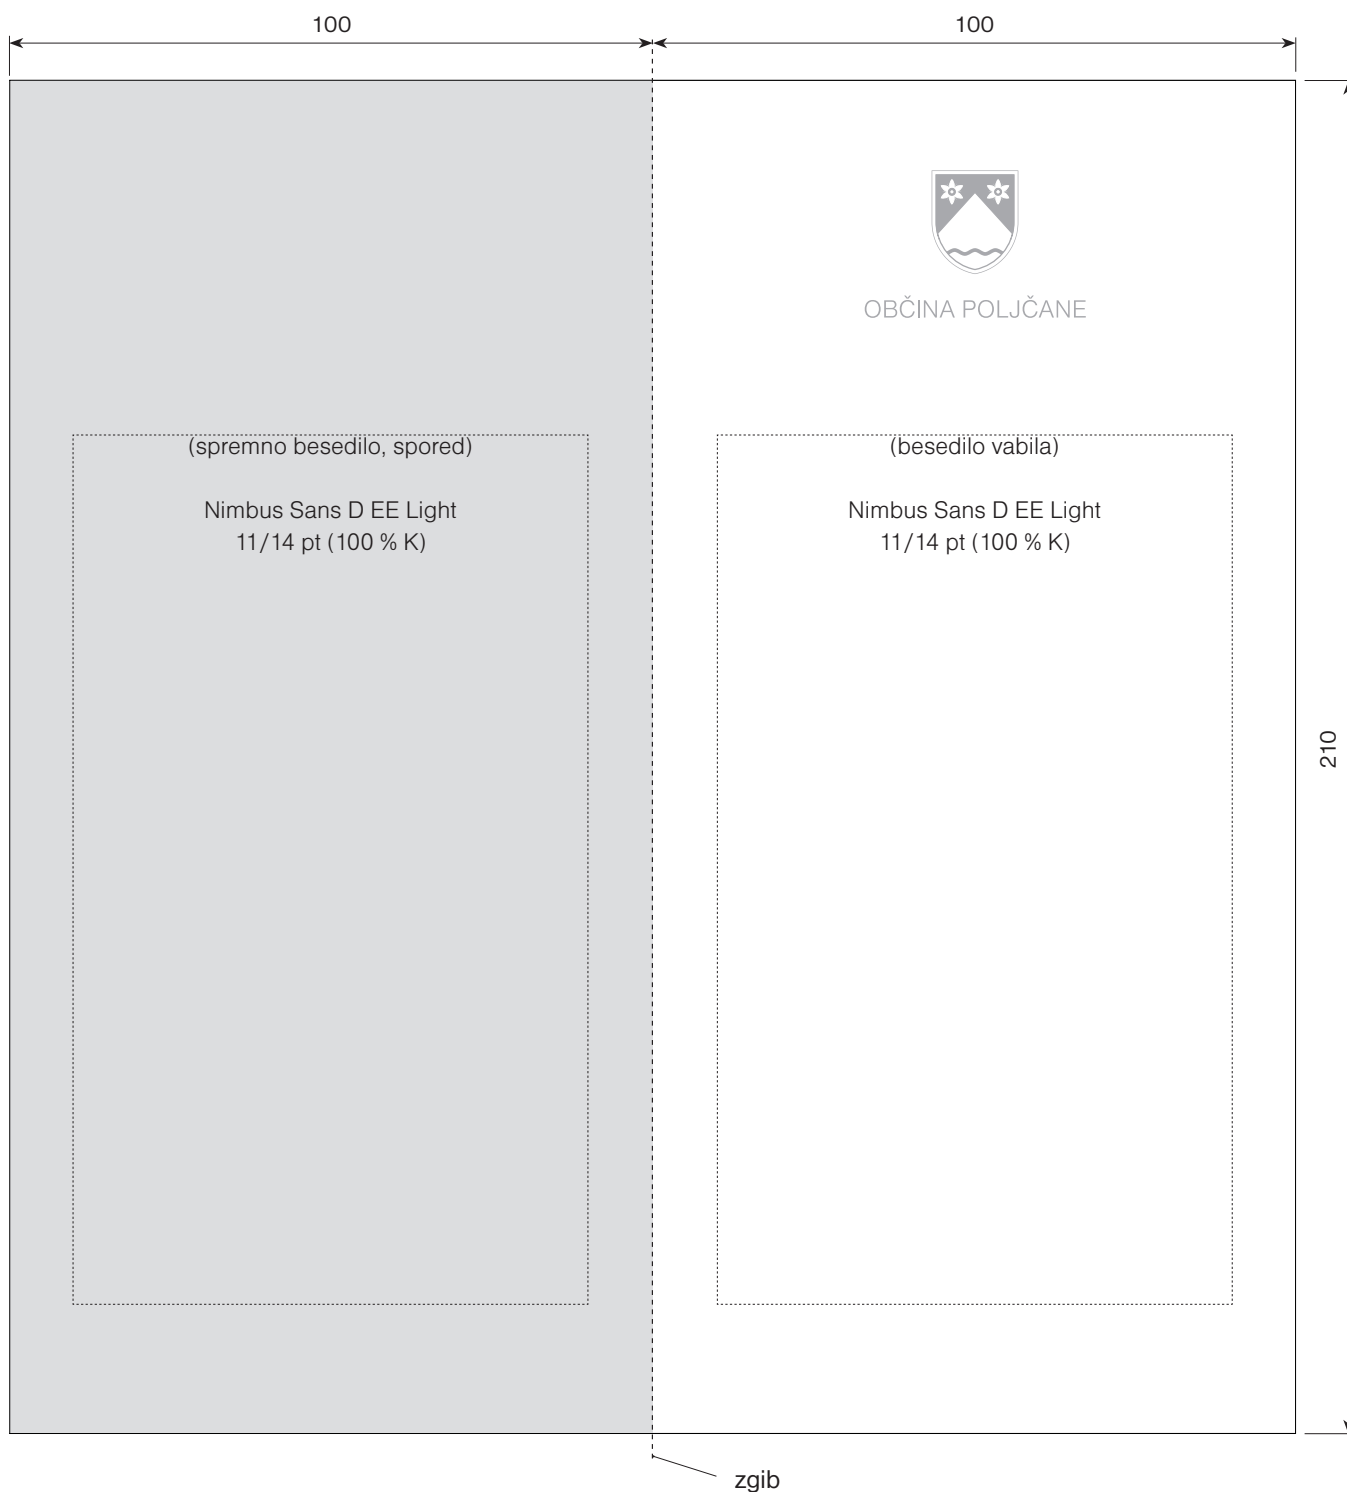 100
100
OBČINA POLJČANE
(spremno besedilo, spored)
Nimbus Sans D EE Light
11/14 pt (100 % K)
(besedilo vabila)
Nimbus Sans D EE Light
11/14 pt (100 % K)
210
zgib